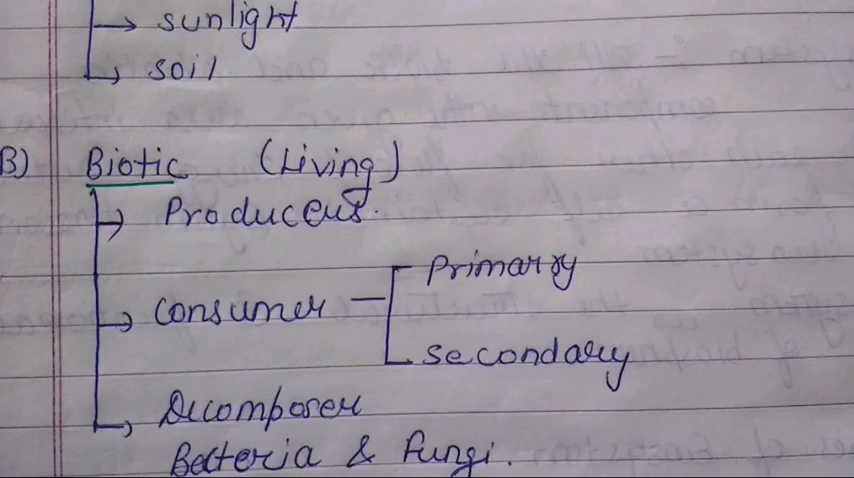 → sunlight
→ soil
B) Biotic (Living)
→ Producers.
→ Consumer — Primary
Secondary
→ Decomposer
Bacteria & Fungi.